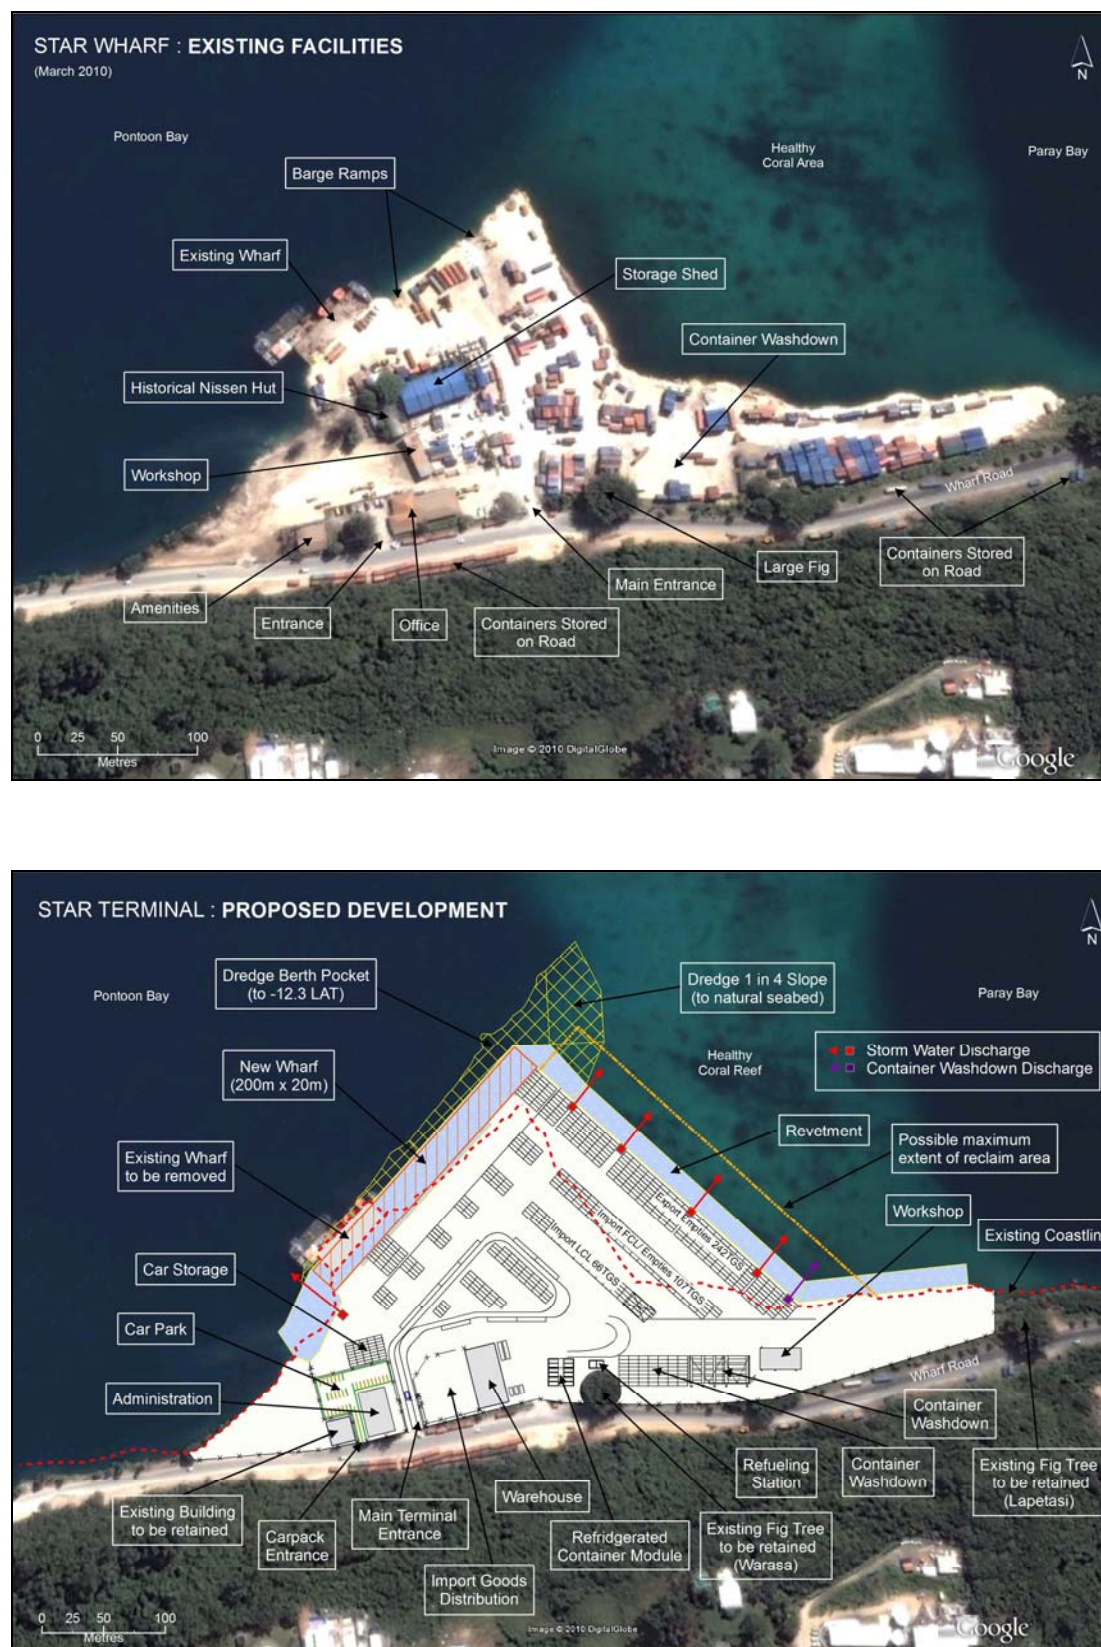 STAR WHARF : EXISTING FACILITIES
(March 2010)
N
Pontoon Bay
Healthy
Coral Area
Paray Bay
Barge Ramps
Existing Wharf
Storage Shed
Container Washdown
Historical Nissen Hut
Workshop
Wharf Road
Containers Stored
on Road
Large Fig
Main Entrance
Amenities
Entrance
Office
Containers Stored
on Road
0 25 50 100
Metres
Image © 2010 DigitalGlobe
Google
STAR TERMINAL : PROPOSED DEVELOPMENT
N
Dredge Berth Pocket
(to -12.3 LAT)
Dredge 1 in 4 Slope
(to natural seabed)
Pontoon Bay
Paray Bay
Healthy
Coral Reef
Storm Water Discharge
Container Washdown Discharge
New Wharf
(200m x 20m)
Revetment
Possible maximum
extent of reclaim area
Existing Wharf
to be removed
Workshop
Existing Coastlin
Export Empties 242TGS
Import FCL/ Empties 107TGS
Import LCL 66TGS
Car Storage
Car Park
Administration
Wharf Road
Container
Washdown
Refueling
Station
Container
Washdown
Existing Fig Tree
to be retained
(Lapetasi)
Warehouse
Existing Building
to be retained
Main Terminal
Entrance
Carpack
Entrance
Refridgerated
Container Module
Existing Fig Tree
to be retained
(Warasa)
Import Goods
Distribution
0 25 50 100
Metres
Image © 2010 DigitalGlobe
Google